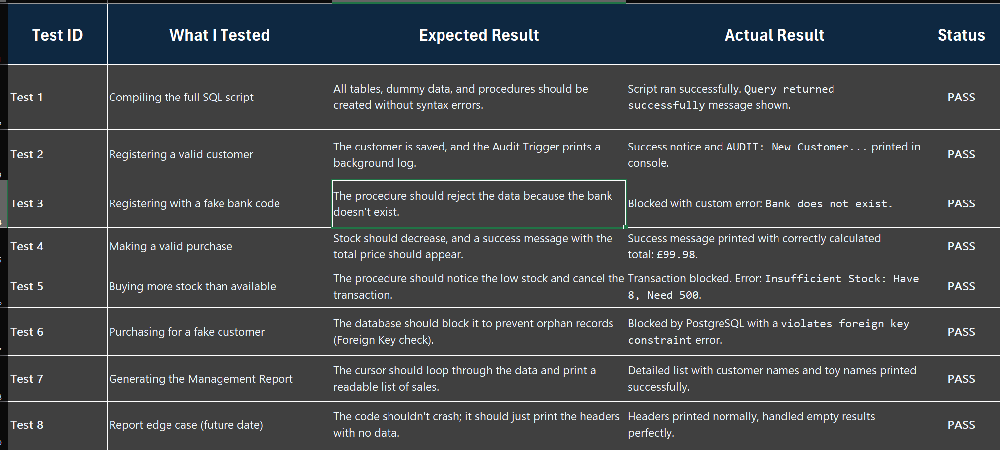 Test ID
What I Tested
Expected Result
Actual Result
Status
Test 1
Compiling the full SQL script
All tables, dummy data, and procedures should be
created without syntax errors.
Script ran successfully. Query returned
successfully message shown.
PASS
Test 2
Registering a valid customer
The customer is saved, and the Audit Trigger prints a
background log.
Success notice and AUDIT: New Customer... printed in
console.
PASS
Test 3
Registering with a fake bank code
The procedure should reject the data because the bank
doesn't exist.
Blocked with custom error: Bank does not exist.
PASS
Test 4
Making a valid purchase
Stock should decrease, and a success message with the
total price should appear.
Success message printed with correctly calculated
total: £99.98.
PASS
Test 5
Buying more stock than available
The procedure should notice the low stock and cancel the
transaction.
Transaction blocked. Error: Insufficient Stock: Have
8, Need 500.
PASS
Test 6
Purchasing for a fake customer
The database should block it to prevent orphan records
(Foreign Key check).
Blocked by PostgreSQL with a violates foreign key
constraint error.
PASS
Test 7
Generating the Management Report
The cursor should loop through the data and print a
readable list of sales.
Detailed list with customer names and toy names printed
successfully.
PASS
Test 8
Report edge case (future date)
The code shouldn't crash; it should just print the headers
with no data.
Headers printed normally, handled empty results
perfectly.
PASS